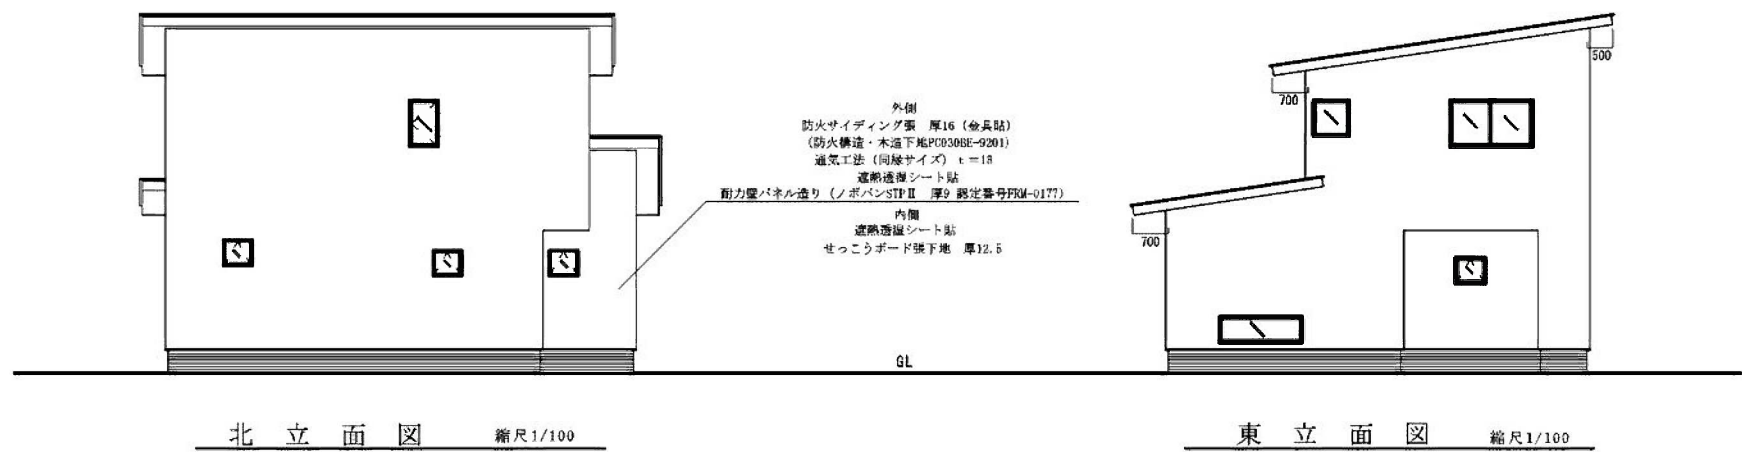 500
700
外側
防火サイディング張 厚16（金具貼）
（防火構造・木造下地PC030BE-9201）
通気工法（同縁サイズ）t=18
遮熱透湿シート貼
耐力壁パネル造り（ノボパンSTPⅡ 厚9 認定番号FRM-0177）
内側
遮熱透湿シート貼
せっこうボード張下地 厚12.5
700
GL
北立面図 縮尺1/100
東立面図 縮尺1/100